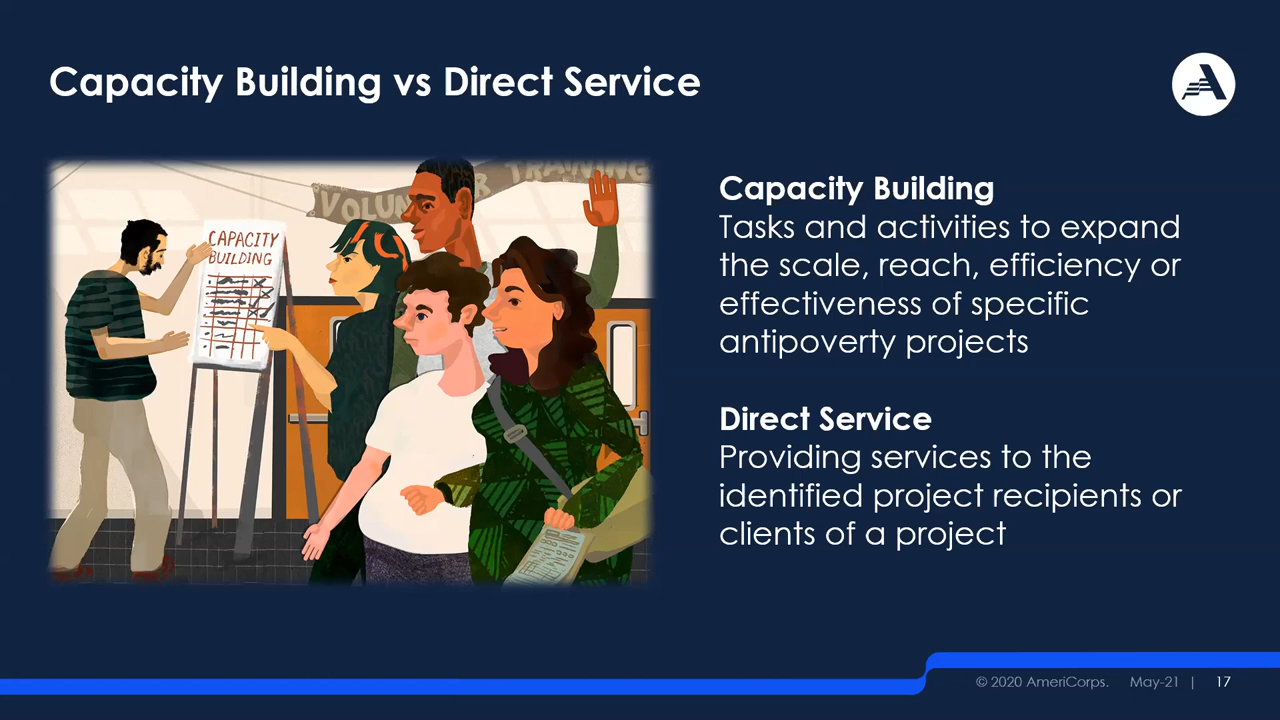 Capacity Building vs Direct Service
VOLUN R TRAINING
CAPACITY
BUILDING
Capacity Building
Tasks and activities to expand
the scale, reach, efficiency or
effectiveness of specific
antipoverty projects
Direct Service
Providing services to the
identified project recipients or
clients of a project
© 2020 AmeriCorps. May-21 | 17